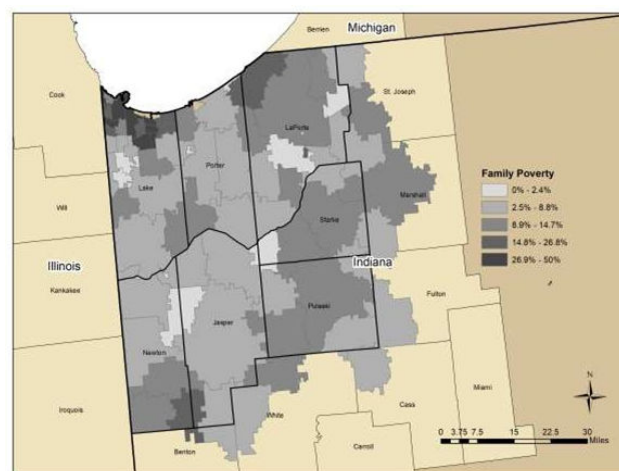 Berrien
Michigan
Cook
St. Joseph
LaPorte
Porter
Lake
Will
Marshall
Starke
Family Poverty
0% - 2.4%
2.5% - 8.8%
8.9% - 14.7%
14.8% - 26.8%
26.9% - 50%
Illinois
Indiana
Kankakee
Fulton
Pulaski
Jasper
Newton
Miami
Iroquois
Cass
White
N
Benton
Carroll
0 3.75 7.5 15 22.5 30
Miles